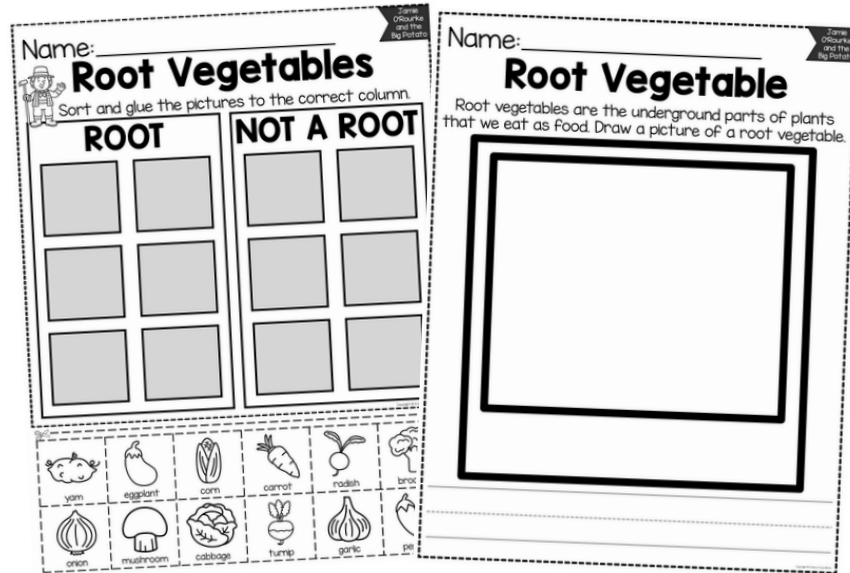 Jamie
O'Rourke
and the
Big Potato
Name:
Root Vegetables
Sort and glue the pictures to the correct column.
ROOT
NOT A ROOT
yam
eggplant
corn
carrot
radish
onion
mushroom
cabbage
turnip
garlic
Jamie
O'Rourke
and the
Big Potato
Name:
Root Vegetable
Root vegetables are the underground parts of plants
that we eat as food. Draw a picture of a root vegetable.